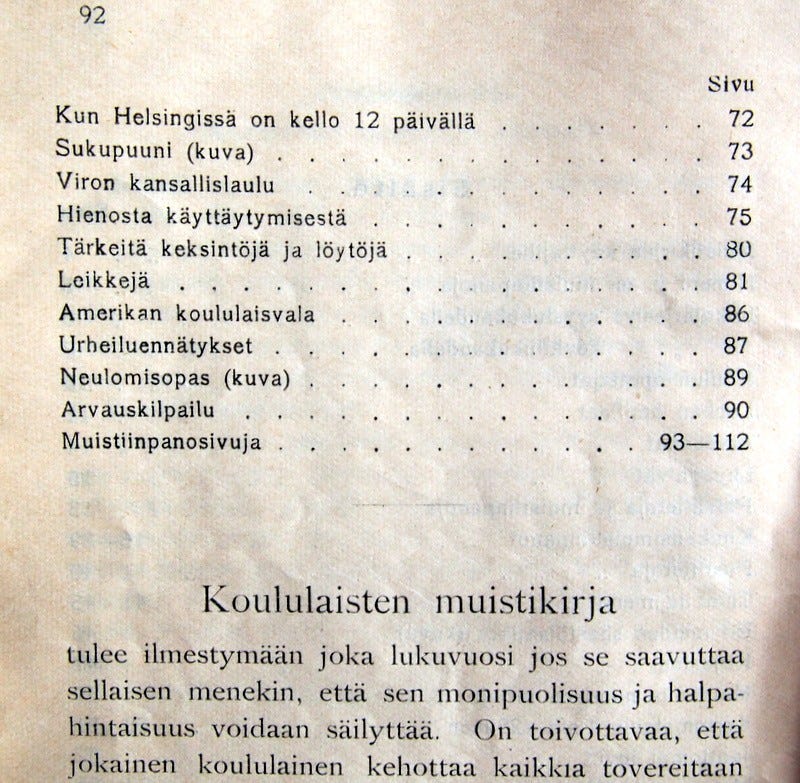 92
Sivu
Kun Helsingissä on kello 12 päivällä . . . . . . . 72
Sukupuuni (kuva) . . . . . . . . . . . . . . 73
Viron kansallislaulu . . . . . . . . . . . . . 74
Hienosta käyttäytymisestä . . . . . . . . . . . 75
Tärkeitä keksintöjä ja löytöjä . . . . . . . . . . 80
Leikkejä . . . . . . . . . . . . . . . . . 81
Amerikan koululaisvala . . . . . . . . . . . . 86
Urheiluennätykset . . . . . . . . . . . . . . 87
Neulomisopas (kuva) . . . . . . . . . . . . . 89
Arvauskilpailu . . . . . . . . . . . . . . . 90
Muistiinpanosivuja . . . . . . . . . . . . 93—112
Koululaisten muistikirja
tulee ilmestymään joka lukuvuosi jos se saavuttaa
sellaisen menekin, että sen monipuolisuus ja halpa-
hintaisuus voidaan säilyttää. On toivottavaa, että
jokainen koululainen kehottaa kaikkia tovereitaan